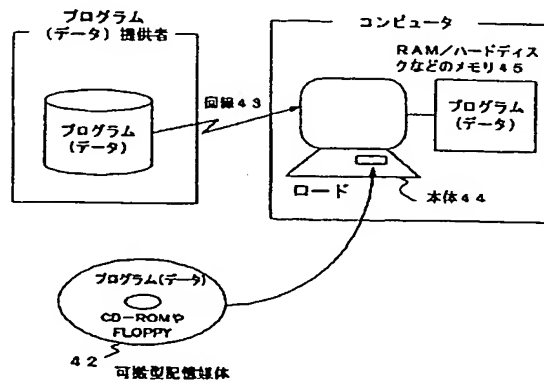 プログラム
(データ)提供者
プログラム
(データ)
回線43
コンピュータ
RAM/ハードディス
クなどのメモリ45
プログラム
(データ)
ロード
本体44
プログラム(データ)
CD-ROMや
FLOPPY
42
可搬型記憶媒体